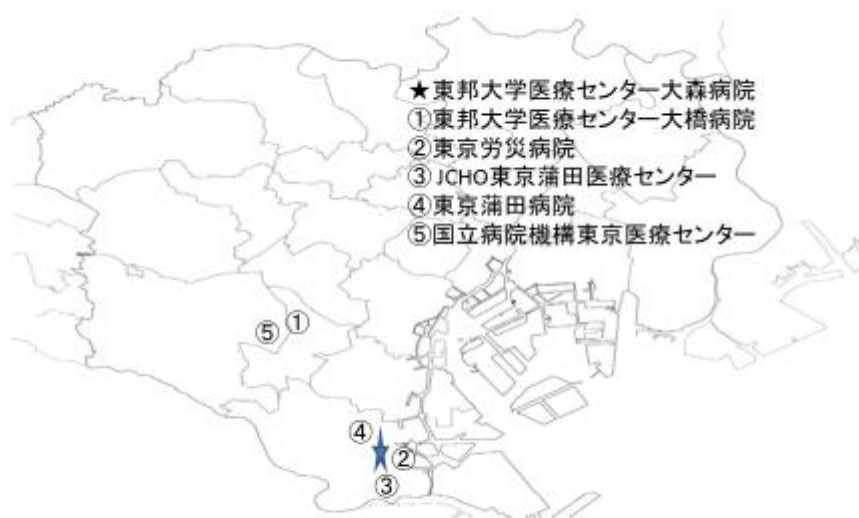 ★東邦大学医療センター大森病院
①東邦大学医療センター大橋病院
②東京労災病院
③JCHO東京蒲田医療センター
④東京蒲田病院
⑤国立病院機構東京医療センター
⑤ ①
④
②
③